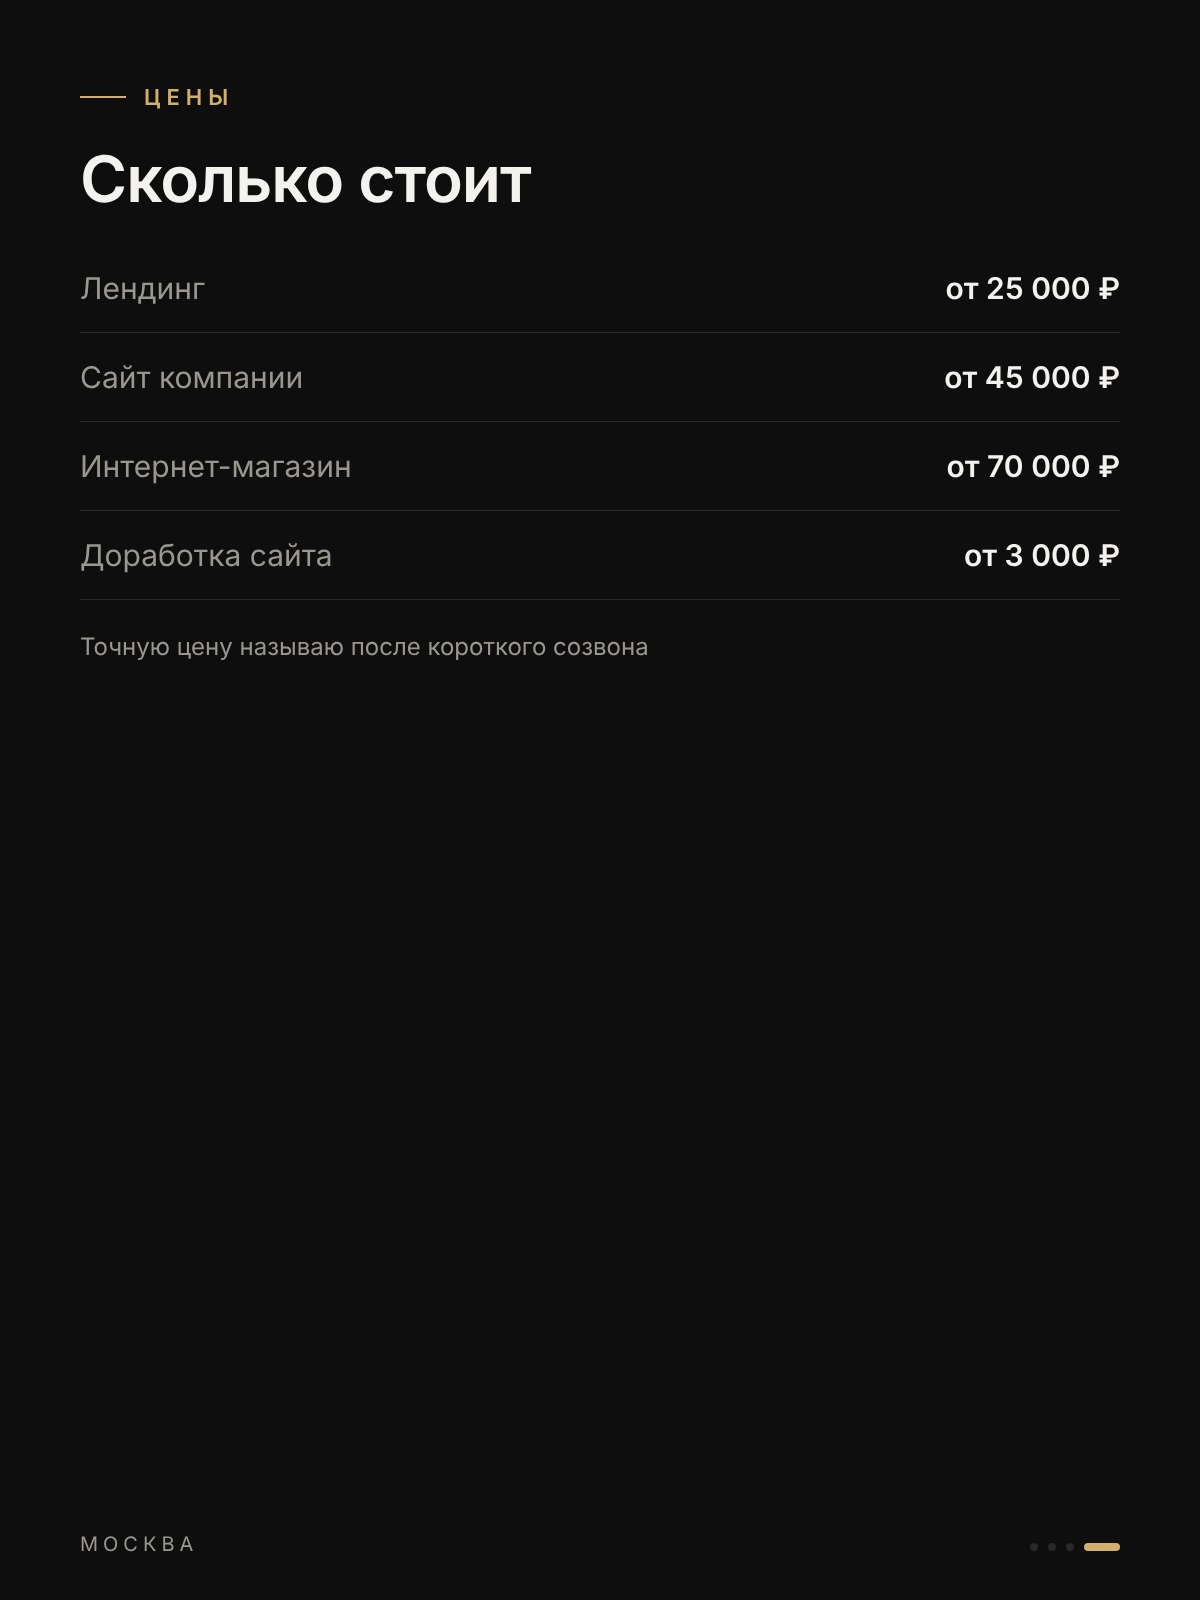 ЦЕНЫ
Сколько стоит
Лендинг от 25 000 ₽
Сайт компании от 45 000 ₽
Интернет-магазин от 70 000 ₽
Доработка сайта от 3 000 ₽
Точную цену называю после короткого созвона
МОСКВА